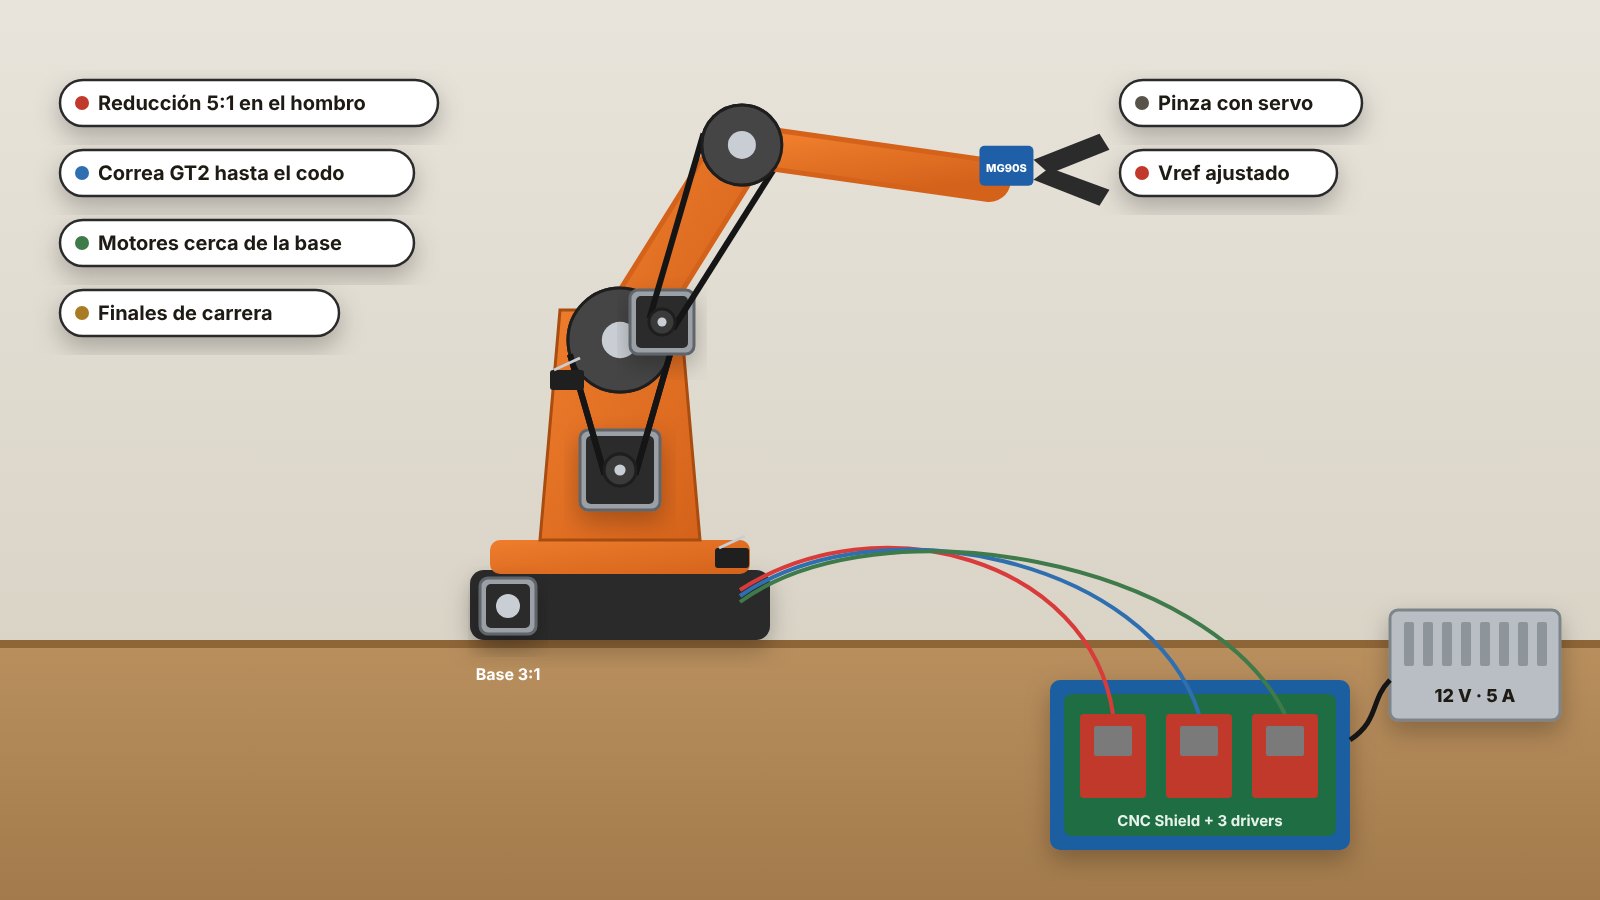 Reducción 5:1 en el hombro
Correa GT2 hasta el codo
Motores cerca de la base
Finales de carrera
Pinza con servo
Vref ajustado
MG90S
Base 3:1
12 V · 5 A
CNC Shield + 3 drivers